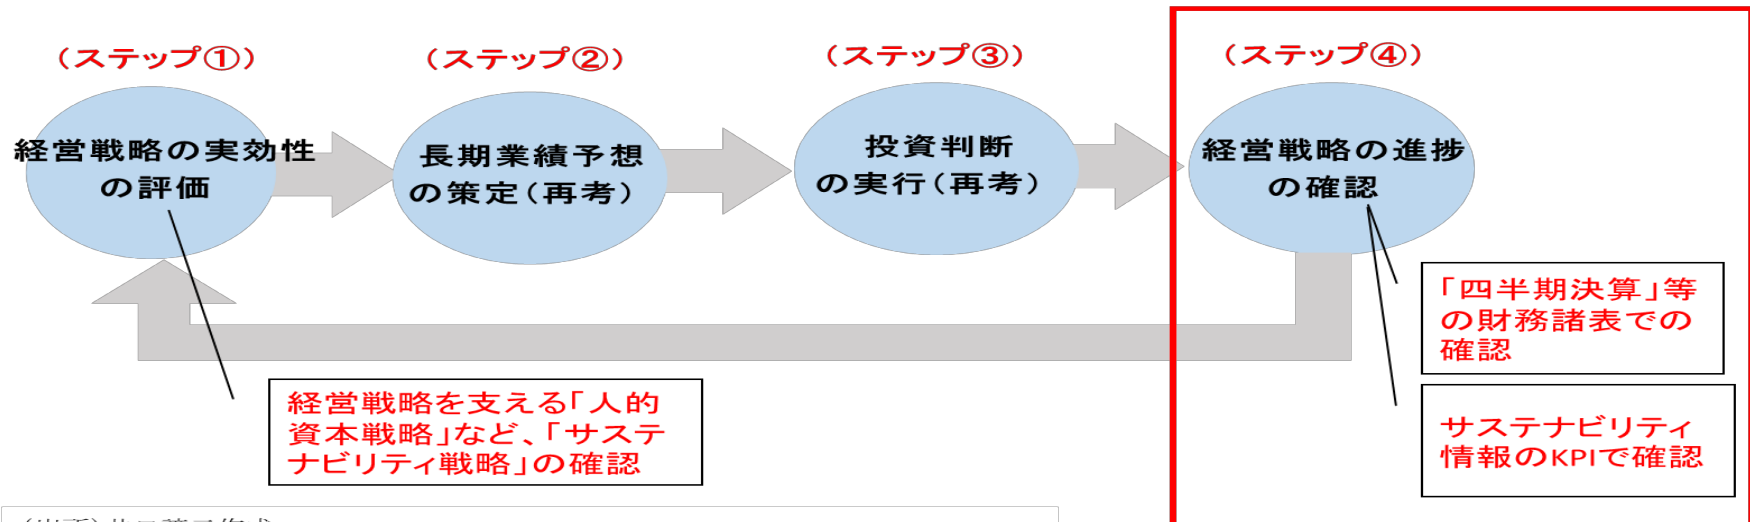 （ステップ①）
経営戦略の実効性
の評価
（ステップ②）
長期業績予想
の策定（再考）
（ステップ③）
投資判断
の実行（再考）
（ステップ④）
経営戦略の進捗
の確認
「四半期決算」等
の財務諸表での
確認
サステナビリティ
情報のKPIで確認
経営戦略を支える「人的
資本戦略」など、「サステ
ナビリティ戦略」の確認